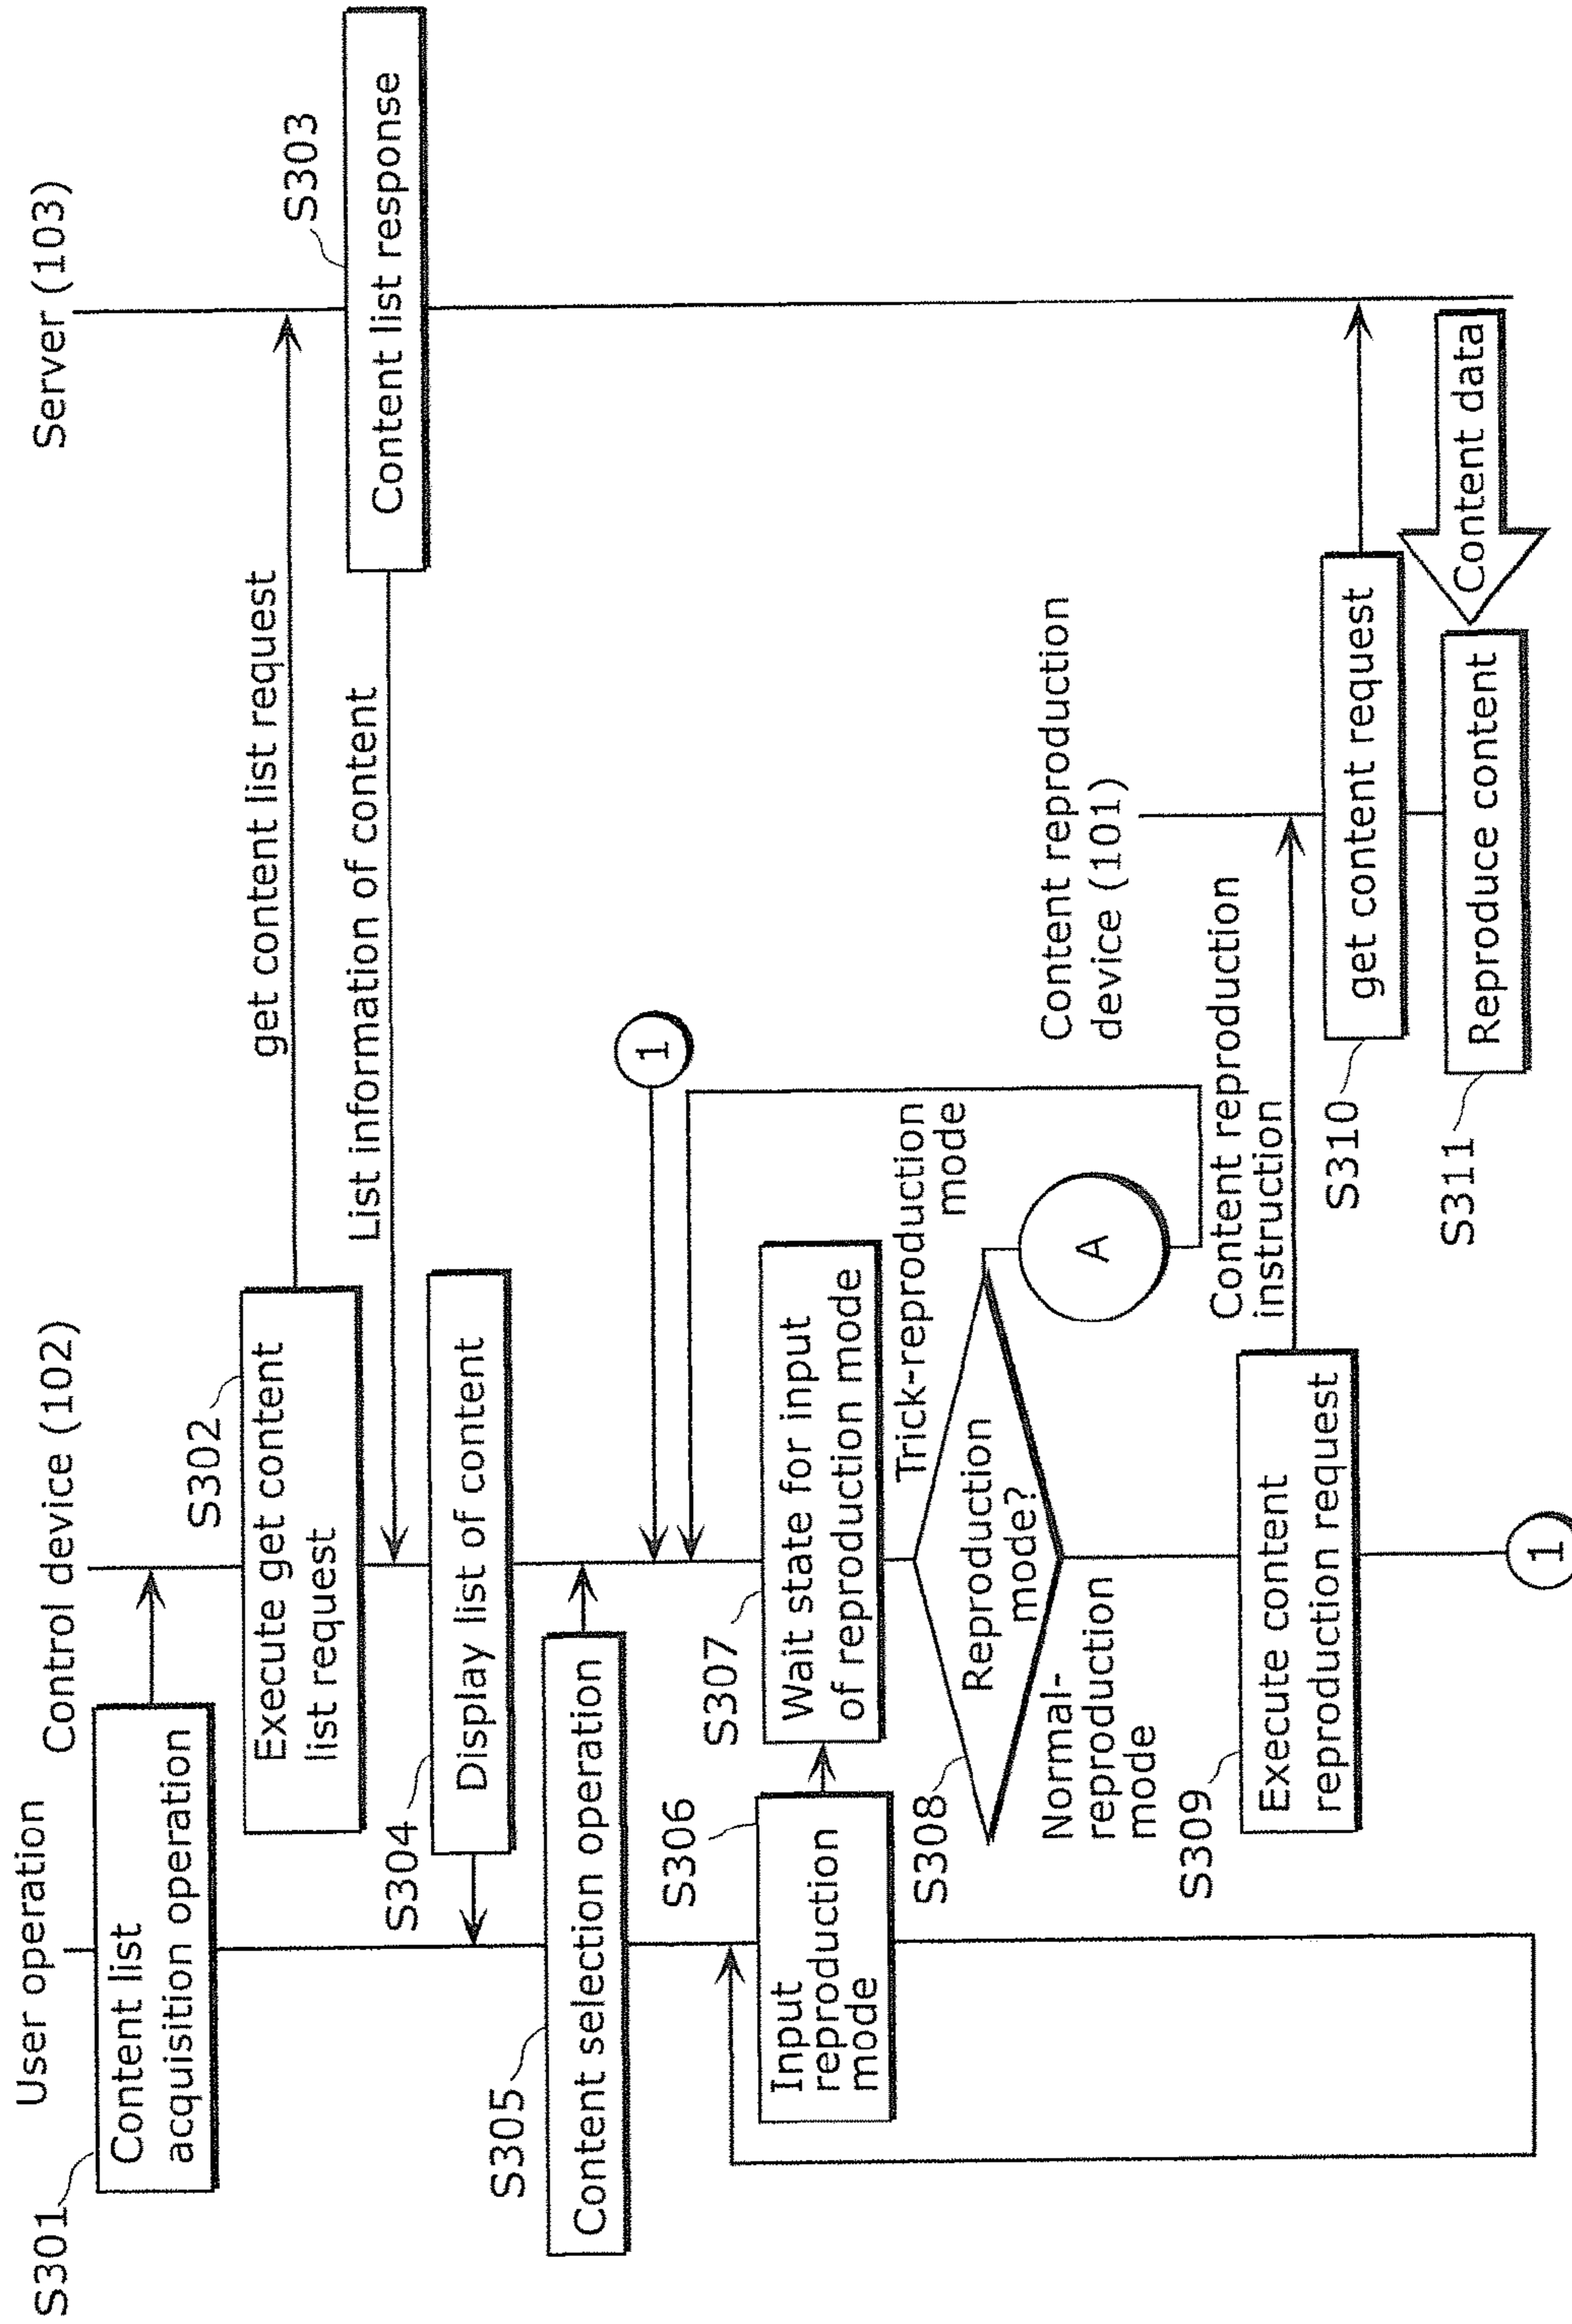 User operation
Control device (102)
Server (103)
S301
Content list
acquisition operation
S302
Execute get content
list request
get content list request
S303
Content list response
List information of content
S304
Display list of content
S305
Content selection operation
1
S306
Input
reproduction
mode
S307
Wait state for input
of reproduction mode
S308
Reproduction
mode?
Trick-reproduction
mode
A
Normal-
reproduction
mode
Content reproduction
device (101)
S309
Execute content
reproduction request
Content reproduction
instruction
S310
get content request
Content data
S311
Reproduce content
1